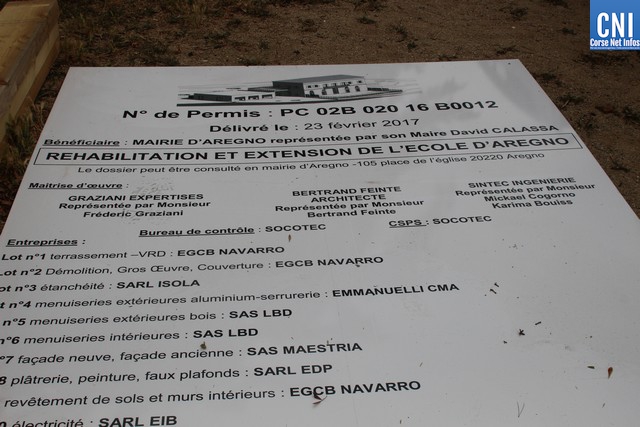 CNI
Corse Net Infos
N° de Permis : PC 02B 020 16 B0012
Délivré le : 23 février 2017
Bénéficiaire : MAIRIE D'AREGNO représentée par son Maire David CALASSA
REHABILITATION ET EXTENSION DE L'ECOLE D'AREGNO
Le dossier peut être consulté en mairie d'Aregno -105 place de l'église 20220 Aregno
Maitrise d'œuvre :
GRAZIANI EXPERTISES
Représentée par Monsieur
Fréderic Graziani
BERTRAND FEINTE
ARCHITECTE
Représentée par Monsieur
Bertrand Feinte
SINTEC INGENIERIE
Représentée par Monsieur
Mickael Cogorno
Karima Bouiss
Bureau de contrôle : SOCOTEC
CSPS : SOCOTEC
Entreprises :
Lot n°1 terrassement –VRD : EGCB NAVARRO
Lot n°2 Démolition, Gros Œuvre, Couverture : EGCB NAVARRO
Lot n°3 étanchéité : SARL ISOLA
n°4 menuiseries extérieures aluminium-serrurerie : EMMANUELLI CMA
n°5 menuiseries extérieures bois : SAS LBD
n°6 menuiseries intérieures : SAS LBD
°7 façade neuve, façade ancienne : SAS MAESTRIA
8 plâtrerie, peinture, faux plafonds : SARL EDP
revêtement de sols et murs intérieurs : EGCB NAVARRO
électricité : SARL EIB